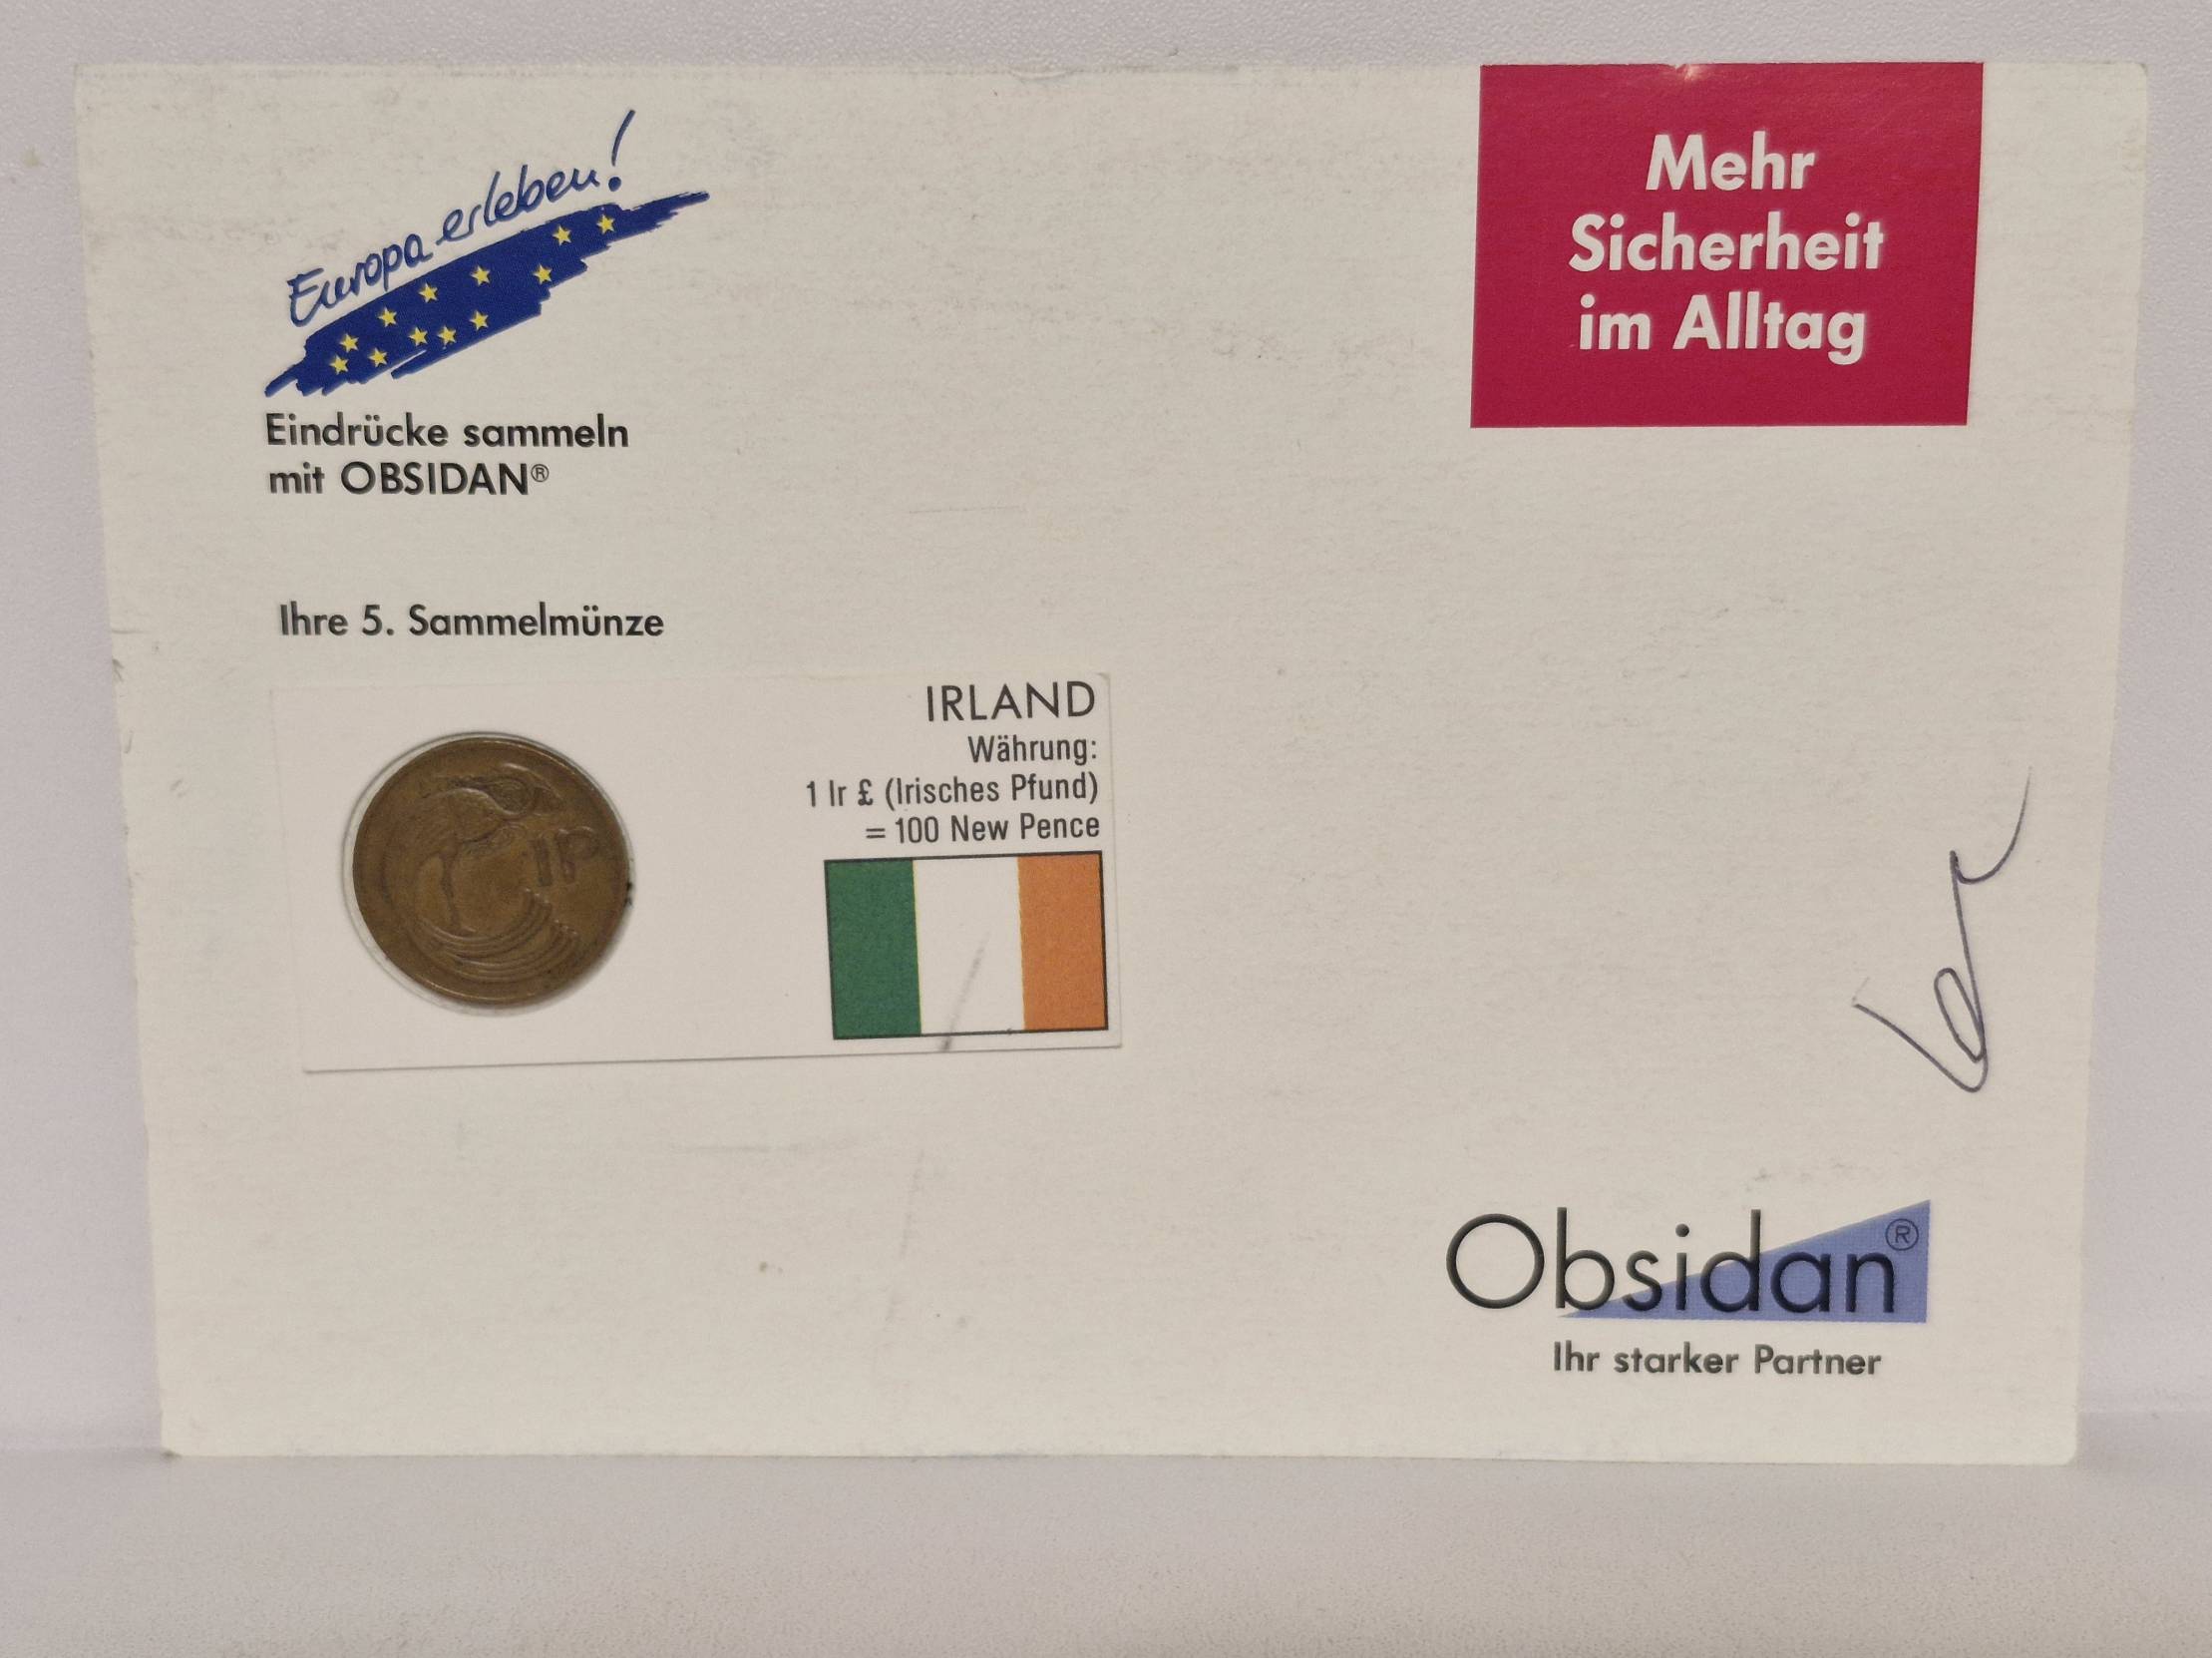 Europa erleben!
Eindrücke sammeln
mit OBSIDAN®
Mehr
Sicherheit
im Alltag
Ihre 5. Sammelmünze
IRLAND
Währung:
1 Ir £ (Irisches Pfund)
= 100 New Pence
1P
Obsidan®
Ihr starker Partner